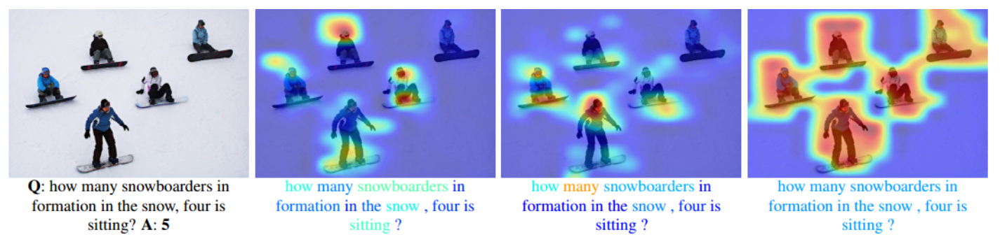 Q: how many snowboarders in
formation in the snow, four is
sitting? A: 5
how many snowboarders in
formation in the snow , four is
sitting ?
how many snowboarders in
formation in the snow , four is
sitting ?
how many snowboarders in
formation in the snow , four is
sitting ?